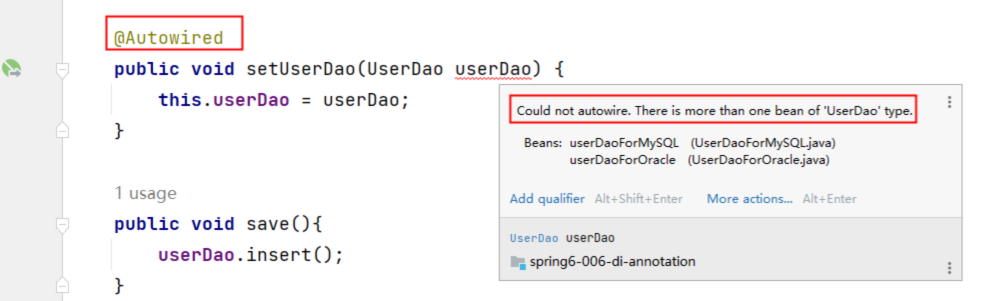 @Autowired
public void setUserDao(UserDao userDao) {
this.userDao = userDao;
}
1 usage
public void save(){
userDao.insert();
}
Could not autowire. There is more than one bean of 'UserDao' type.
Beans: userDaoForMySQL (UserDaoForMySQL.java)
userDaoForOracle (UserDaoForOracle.java)
Add qualifier Alt+Shift+Enter More actions... Alt+Enter
UserDao userDao
spring6-006-di-annotation